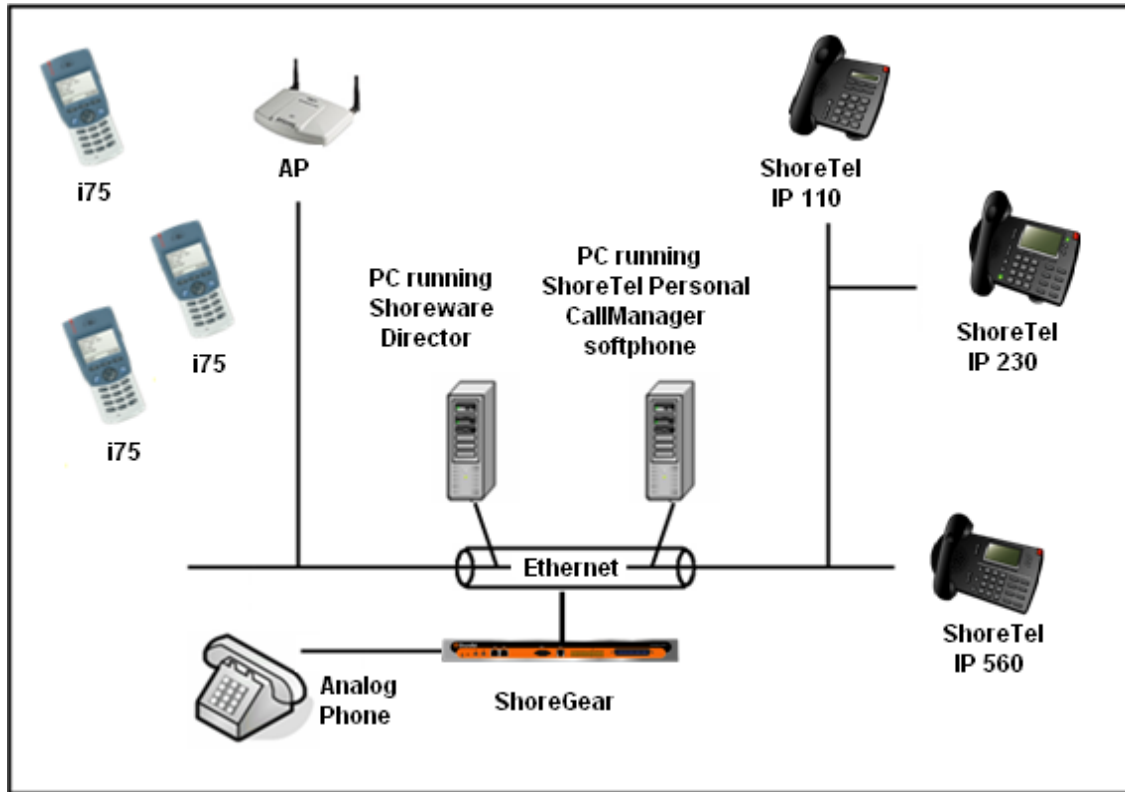 i75
AP
ShoreTel
IP 110
i75
PC running
Shoreware
Director
PC running
ShoreTel Personal
CallManager
softphone
ShoreTel
IP 230
i75
Ethernet
Analog
Phone
ShoreGear
ShoreTel
IP 560